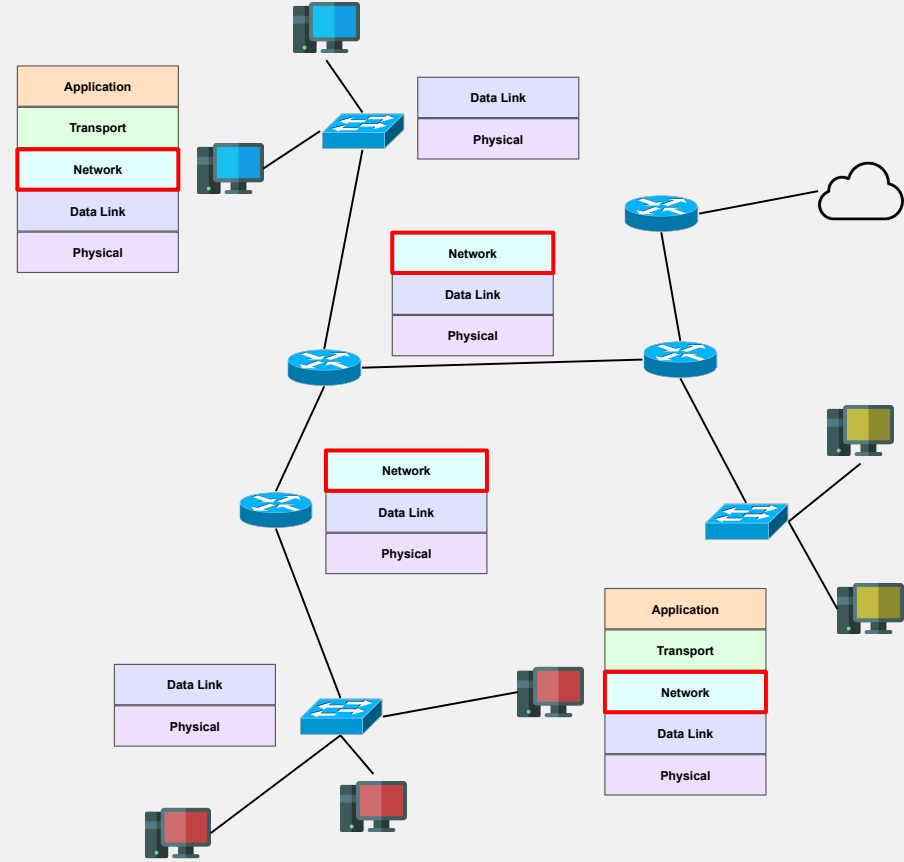 Application
Transport
Network
Data Link
Physical
Data Link
Physical
Network
Data Link
Physical
Network
Data Link
Physical
Data Link
Physical
Application
Transport
Network
Data Link
Physical